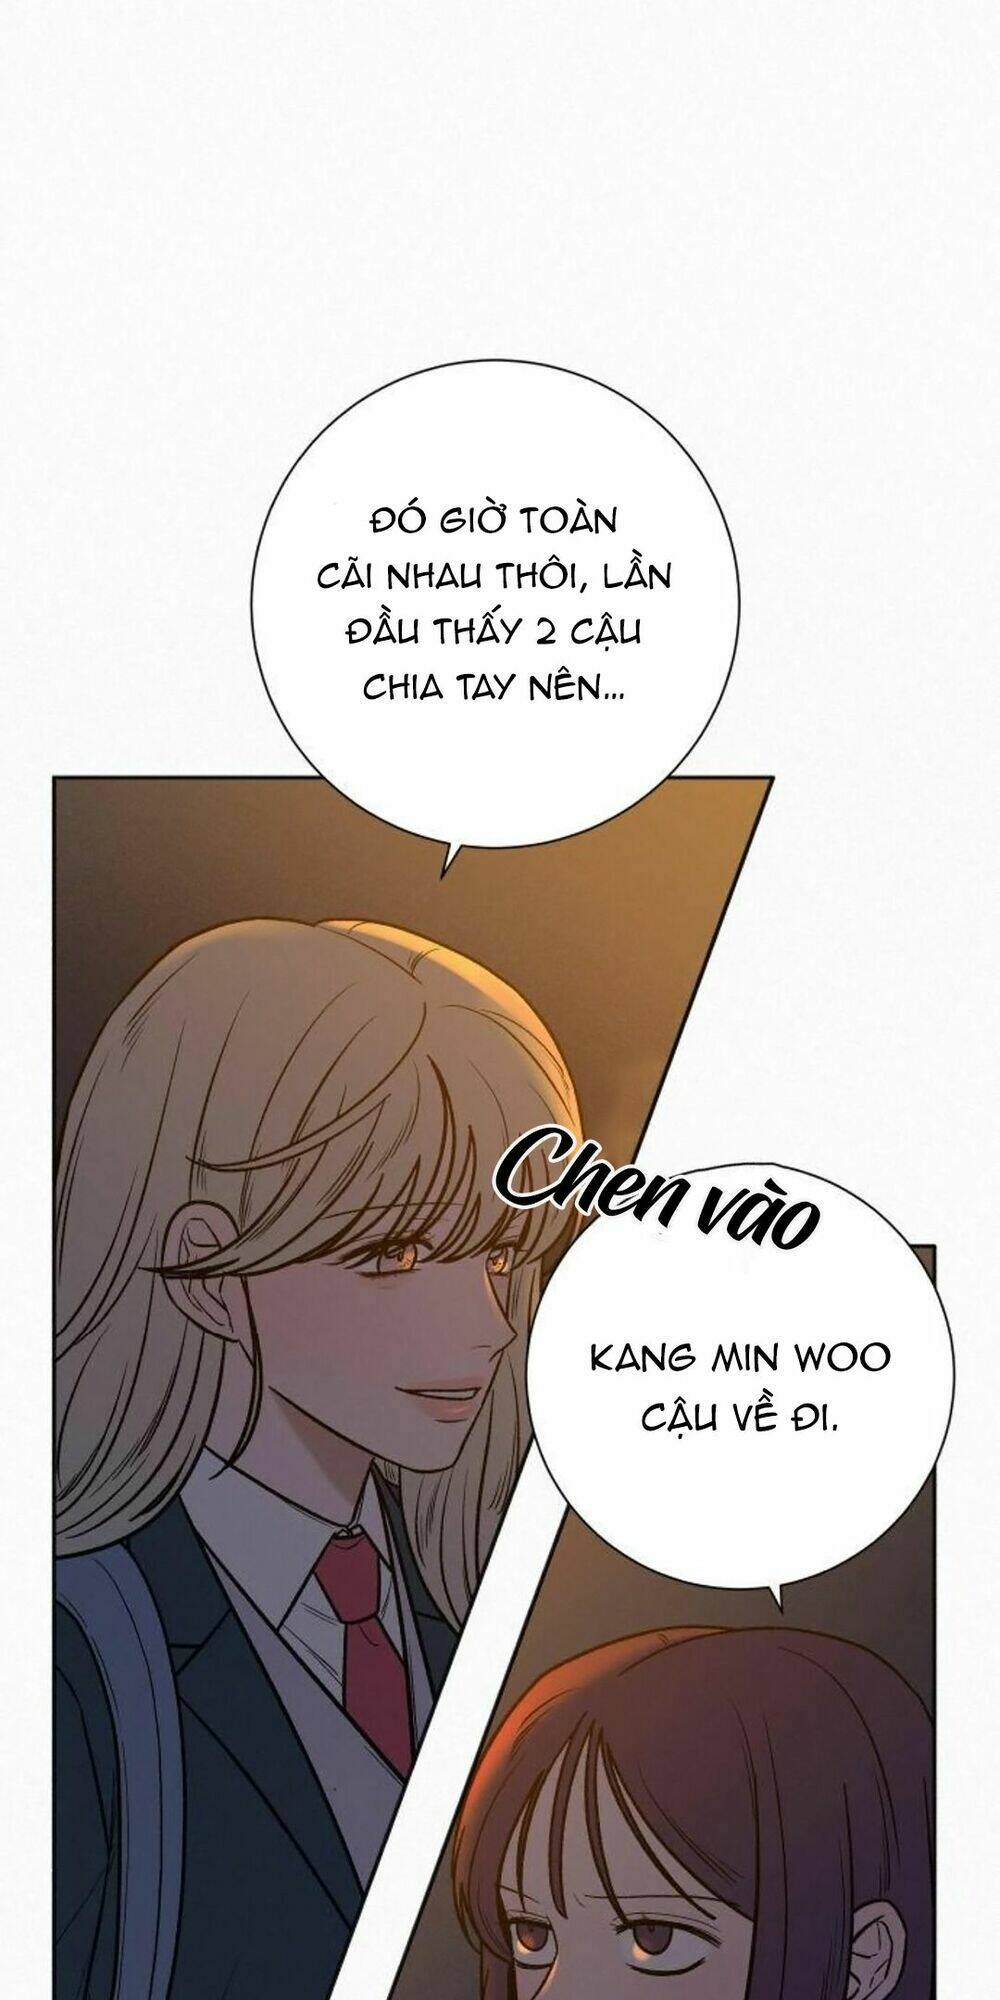 ĐÓ GIỜ TOÀN
CÃI NHAU THÔI, LẦN
ĐẦU THẤY 2 CẬU
CHIA TAY NÊN...
Chen vào
KANG MIN WOO
CẬU VỀ ĐI.